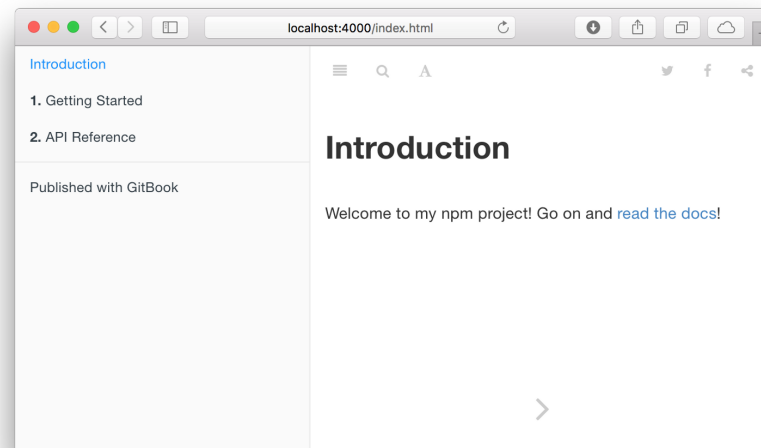 localhost:4000/index.html
Introduction
1. Getting Started
2. API Reference
Published with GitBook
A
Introduction
Welcome to my npm project! Go on and read the docs!